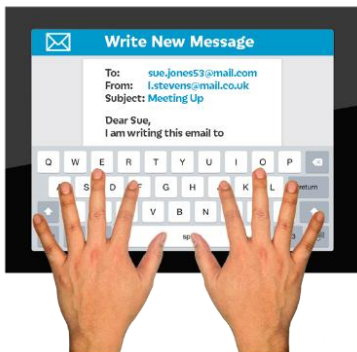 Write New Message
To: sue.jones53@mail.com
From: l.stevens@mail.co.uk
Subject: Meeting Up
Dear Sue,
I am writing this email to
Q W E R T Y U I O P
S D F G H K L return
V B N